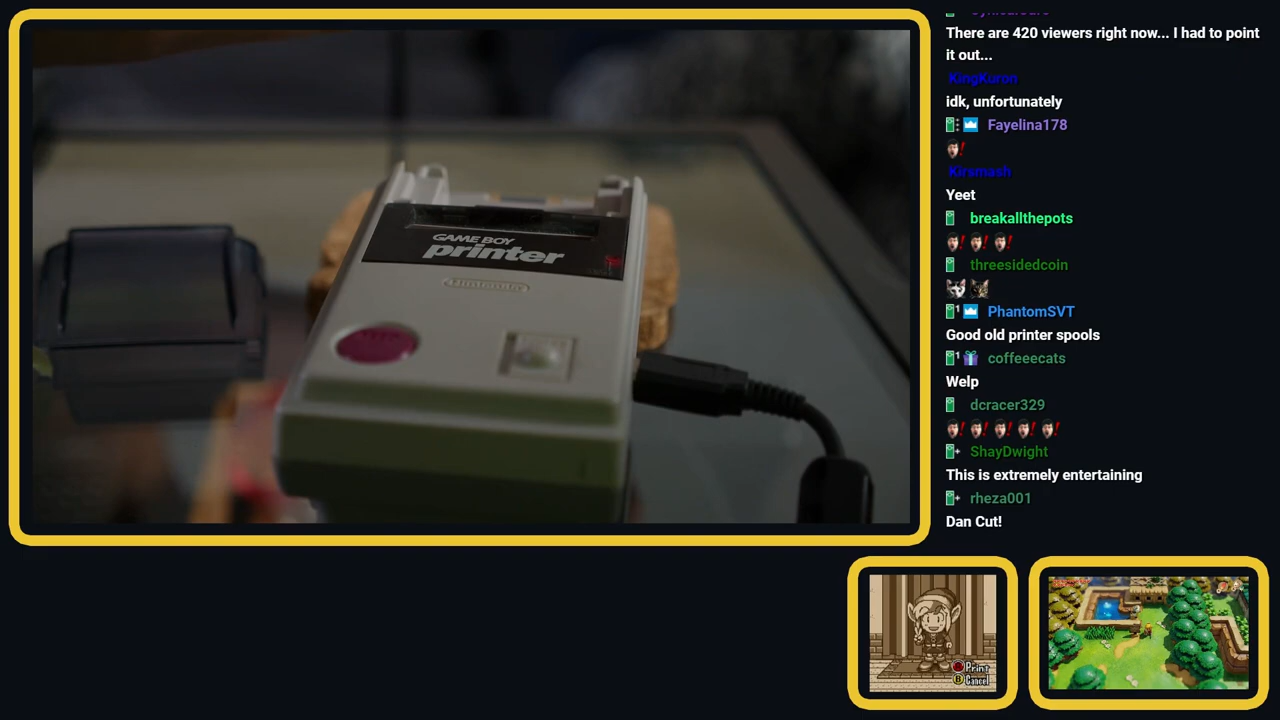 There are 420 viewers right now... I had to point
it out...
KingKoron
idk, unfortunately
Fayelina178
Kirsmash
Yeet
breakallthepots
threesidedcoin
PhantomSVT
Good old printer spools
coffeeecats
Welp
dcracer329
ShayDwight
This is extremely entertaining
rheza001
Dan Cut!
GAME BOY
printer
Nintendo
Print
Cancel